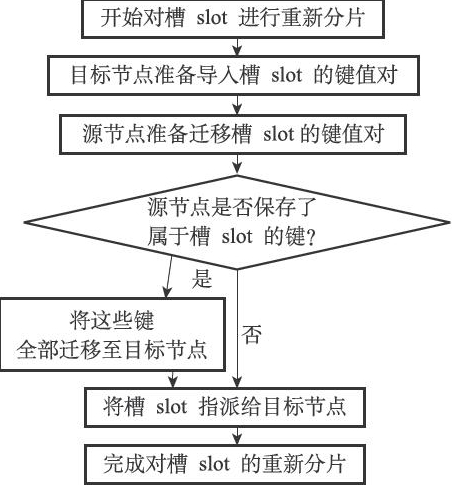 开始对槽 slot 进行重新分片
目标节点准备导入槽 slot 的键值对
源节点准备迁移槽 slot的键值对
源节点是否保存了
属于槽 slot 的键?
是
将这些键
全部迁移至目标节点
否
将槽 slot 指派给目标节点
完成对槽 slot 的重新分片